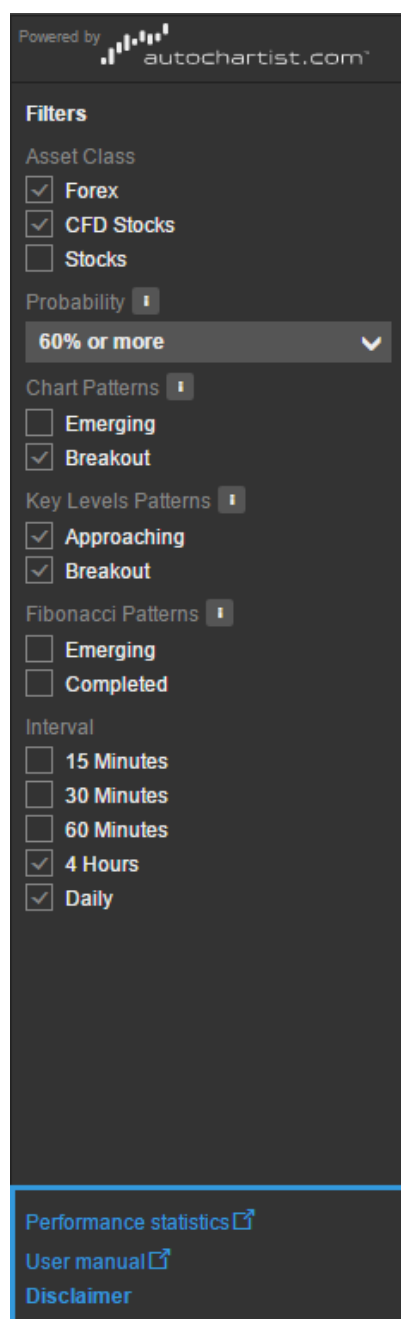 Powered by
autochartist.com™
Filters
Asset Class
Forex
CFD Stocks
Stocks
Probability i
60% or more
Chart Patterns i
Emerging
Breakout
Key Levels Patterns i
Approaching
Breakout
Fibonacci Patterns i
Emerging
Completed
Interval
15 Minutes
30 Minutes
60 Minutes
4 Hours
Daily
Performance statistics
User manual
Disclaimer